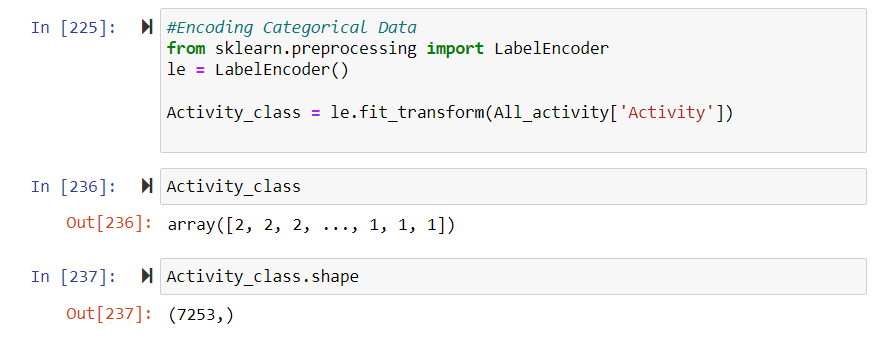 In [225]: #Encoding Categorical Data
from sklearn.preprocessing import LabelEncoder
le = LabelEncoder()
Activity_class = le.fit_transform(All_activity['Activity'])
In [236]: Activity_class
Out[236]: array([2, 2, 2, ..., 1, 1, 1])
In [237]: Activity_class.shape
Out[237]: (7253,)